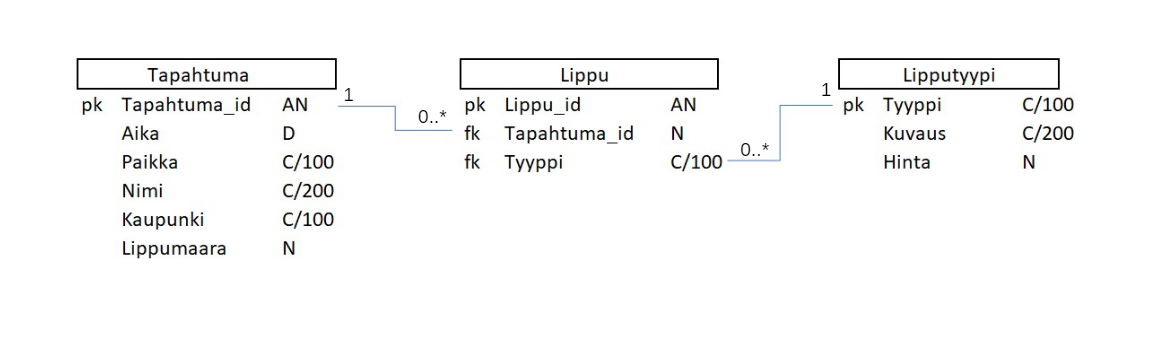 Tapahtuma
pk Tapahtuma_id AN
Aika D
Paikka C/100
Nimi C/200
Kaupunki C/100
Lippumaara N
1
0..*
Lippu
pk Lippu_id AN
fk Tapahtuma_id N
fk Tyyppi C/100
0..*
1
Lipputyypi
pk Tyyppi C/100
Kuvaus C/200
Hinta N